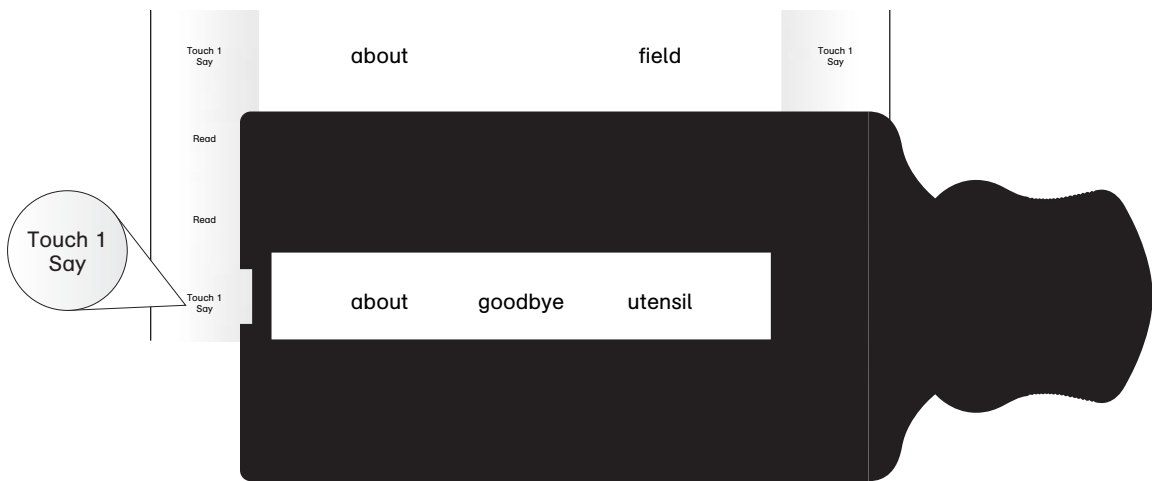 Touch 1
Say
about field
Touch 1
Say
Read
Read
Touch 1
Say
Touch 1
Say
about goodbye utensil